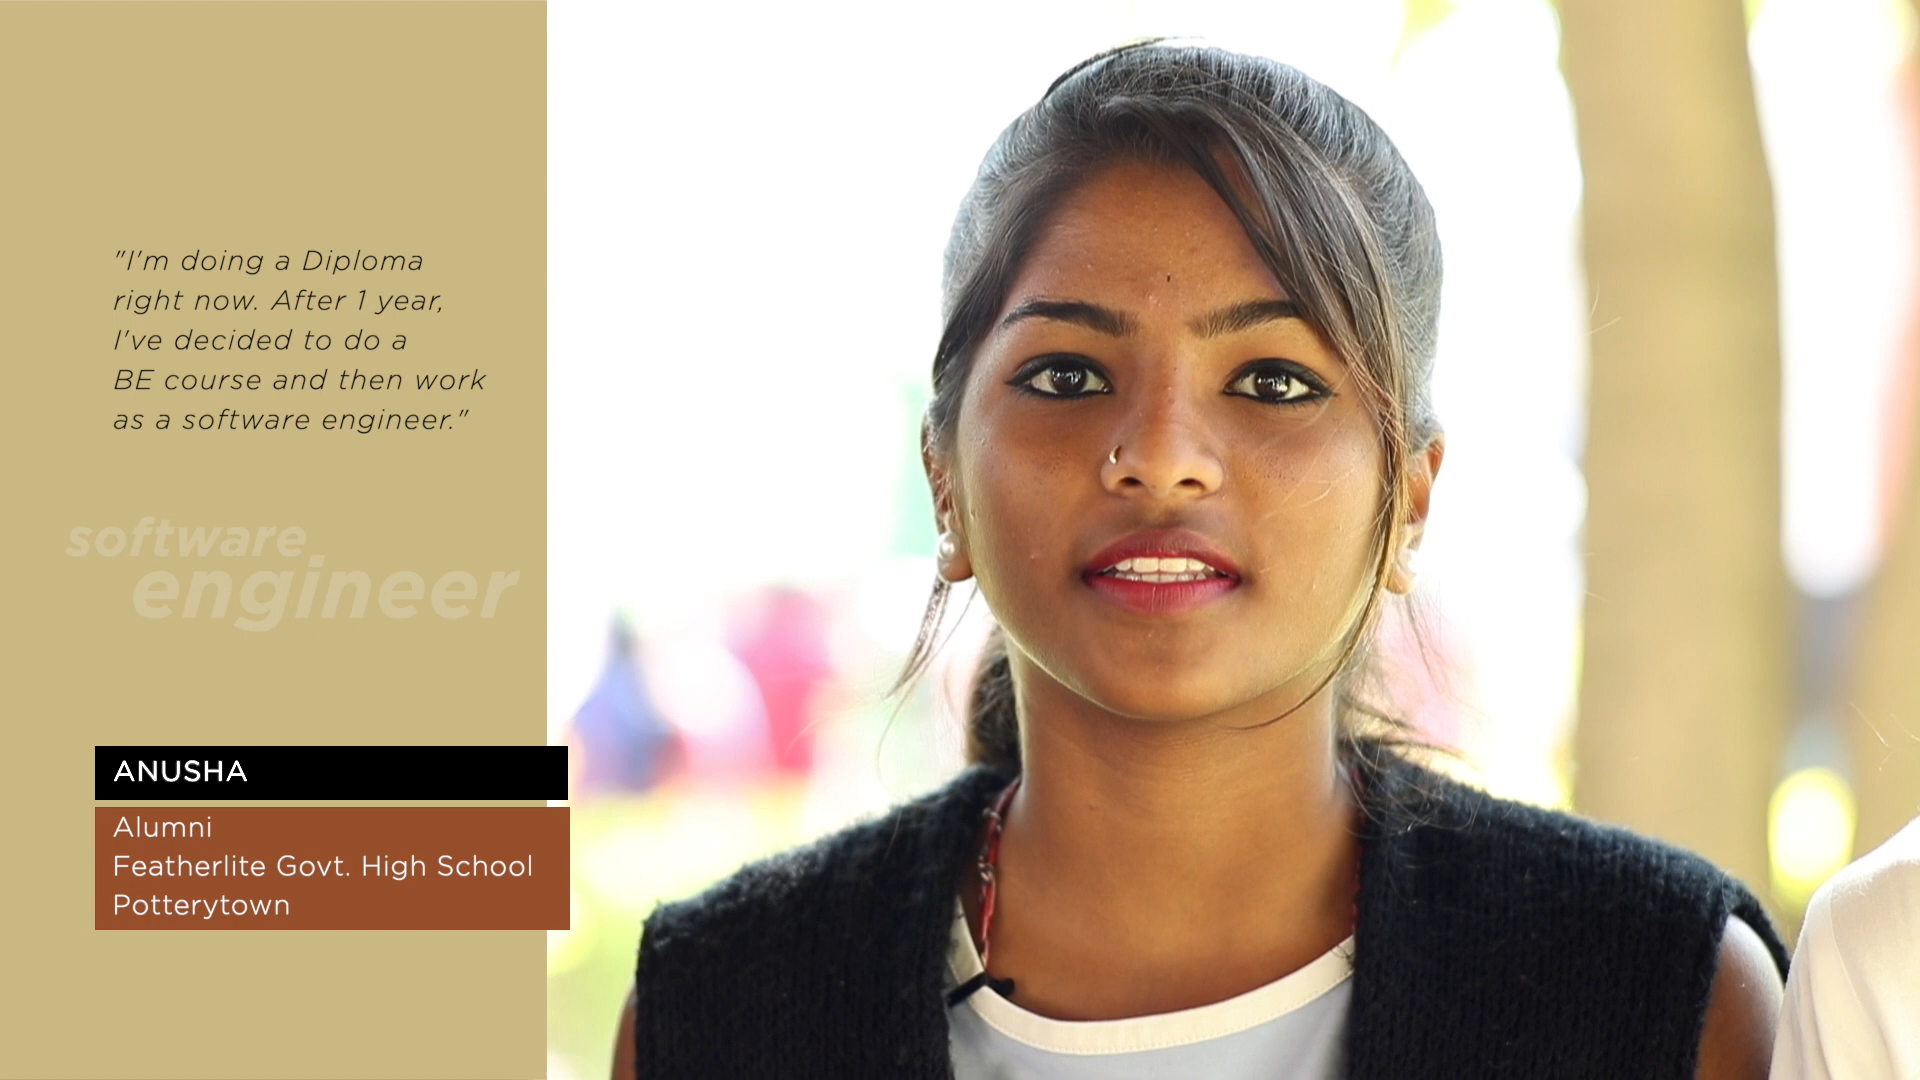 "I'm doing a Diploma
right now. After 1 year,
I've decided to do a
BE course and then work
as a software engineer."
software
engineer
ANUSHA
Alumni
Featherlite Govt. High School
Potterytown